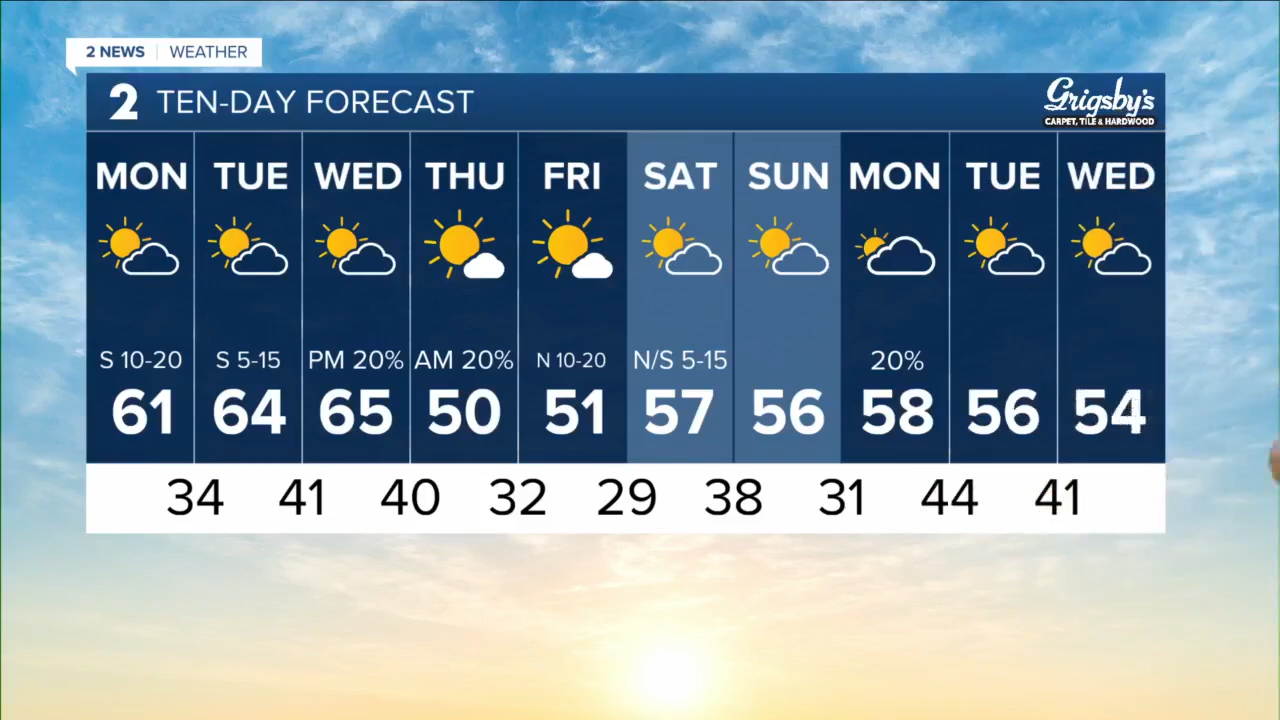 2 NEWS WEATHER
2 TEN-DAY FORECAST
Grigsby's
CARPET, TILE & HARDWOOD
MON TUE WED THU FRI SAT SUN MON TUE WED
S 10-20 S 5-15 PM 20% AM 20% N 10-20 N/S 5-15 20%
61 64 65 50 51 57 56 58 56 54
34 41 40 32 29 38 31 44 41